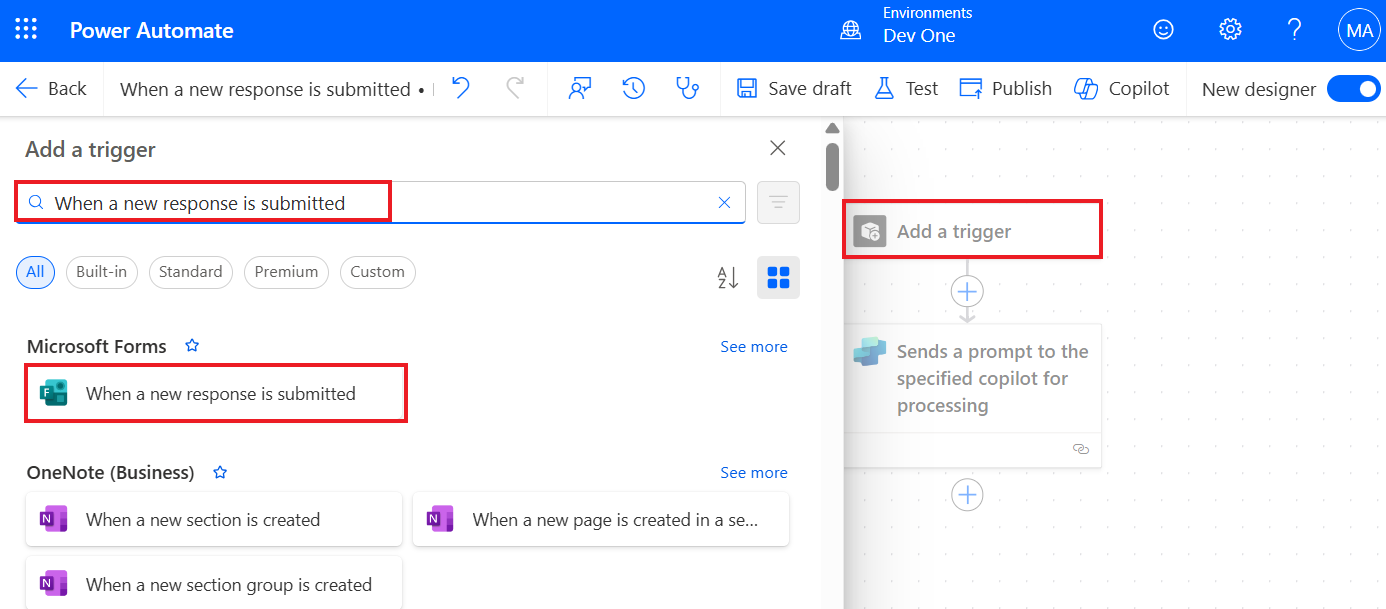 Power Automate
Environments
Dev One
MA
Back
When a new response is submitted •
Save draft
Test
Publish
Copilot
New designer
Add a trigger
When a new response is submitted
All
Built-in
Standard
Premium
Custom
A
Z
Microsoft Forms
See more
F
When a new response is submitted
OneNote (Business)
See more
N
When a new section is created
N
When a new page is created in a se...
N
When a new section group is created
Add a trigger
Sends a prompt to the
specified copilot for
processing